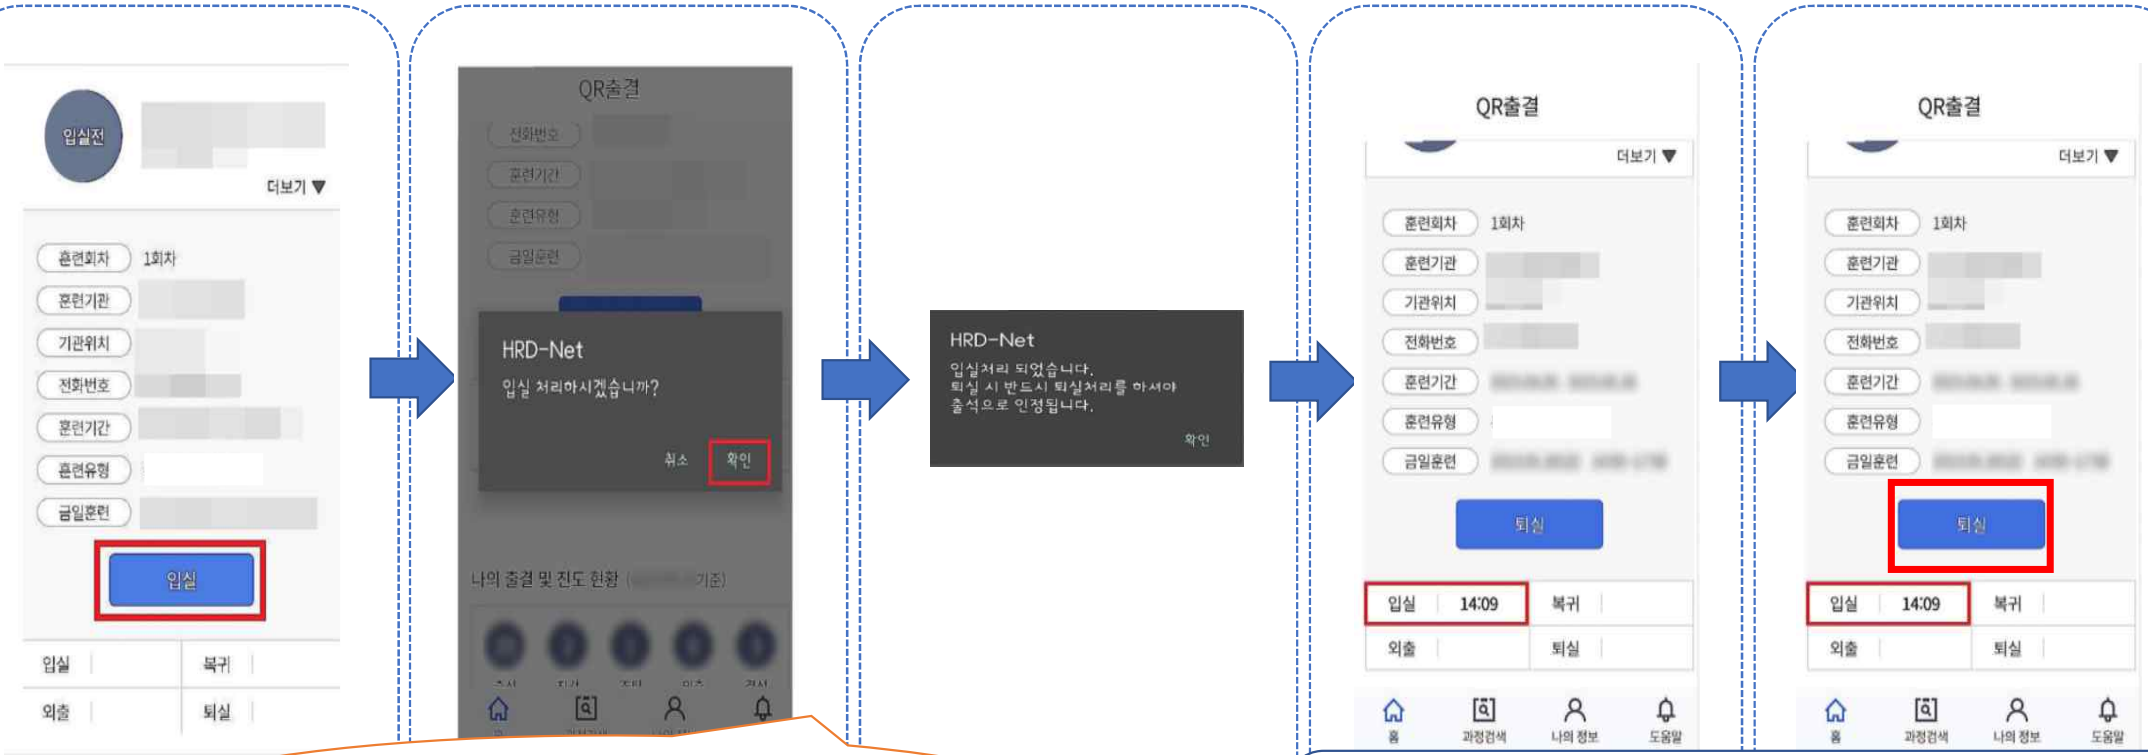 입실전
더보기 ▼
훈련회차 1회차
훈련기관
기관위치
전화번호
훈련기간
훈련유형
금일훈련
입실
입실 복귀
외출 퇴실
QR출결
전화번호
훈련기간
훈련유형
금일훈련
HRD-Net
입실 처리하시겠습니까?
취소 확인
나의 출결 및 진도 현황 ( 기준)
HRD-Net
입실처리 되었습니다.
퇴실 시 반드시 퇴실처리를 하셔야
출석으로 인정됩니다.
확인
QR출결
더보기 ▼
훈련회차 1회차
훈련기관
기관위치
전화번호
훈련기간
훈련유형
금일훈련
퇴실
입실 14:09 복귀
외출 퇴실
홈 과정검색 나의 정보 도움말
QR출결
더보기 ▼
훈련회차 1회차
훈련기관
기관위치
전화번호
훈련기간
훈련유형
금일훈련
퇴실
입실 14:09 복귀
외출 퇴실
홈 과정검색 나의 정보 도움말